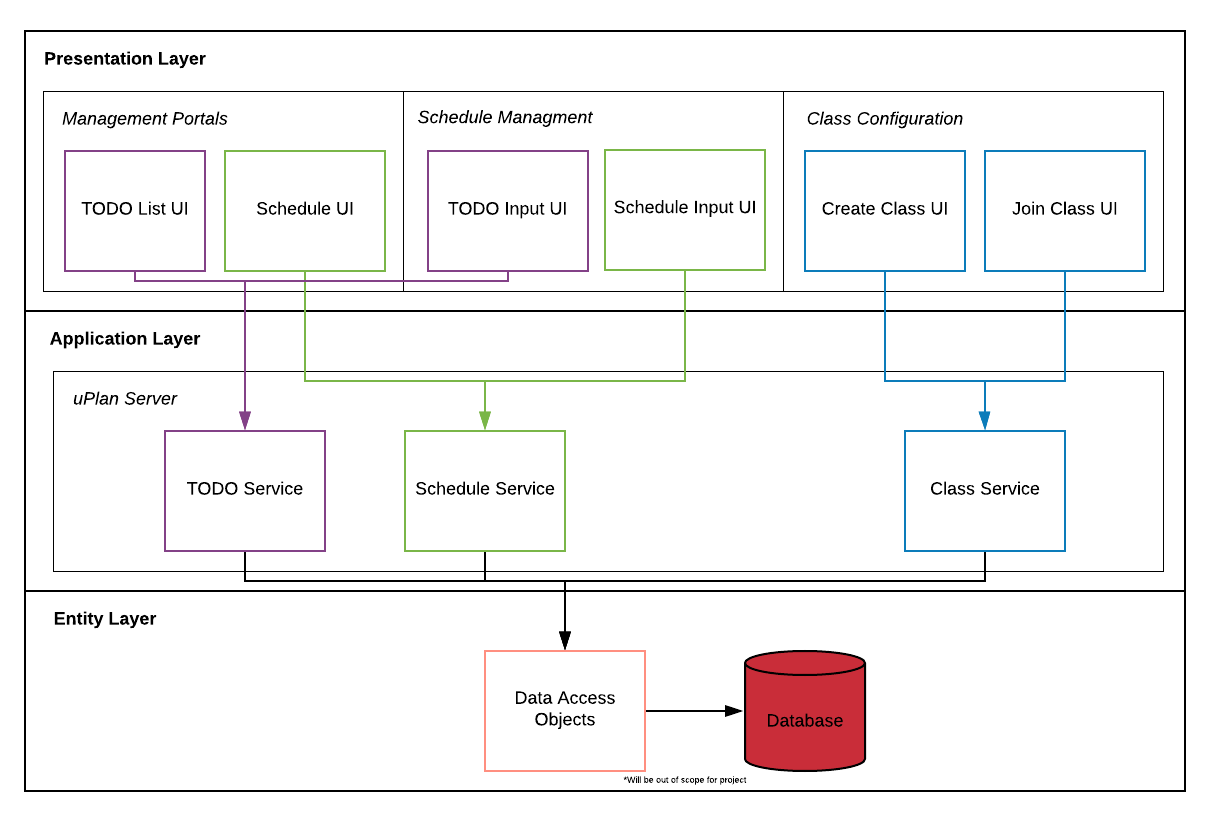 Presentation Layer
Management Portals
Schedule Managment
Class Configuration
TODO List UI
Schedule UI
TODO Input UI
Schedule Input UI
Create Class UI
Join Class UI
Application Layer
uPlan Server
TODO Service
Schedule Service
Class Service
Entity Layer
Data Access
Objects
Database
*Will be out of scope for project